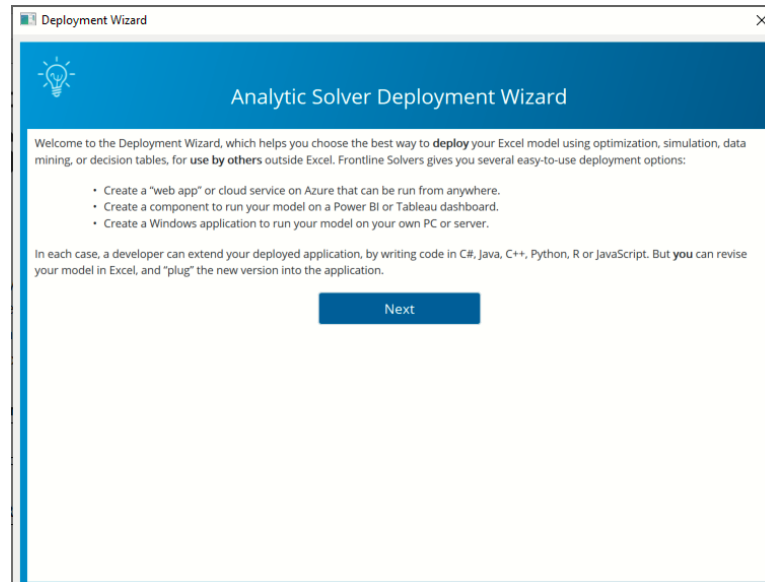 Deployment Wizard
Analytic Solver Deployment Wizard
Welcome to the Deployment Wizard, which helps you choose the best way to deploy your Excel model using optimization, simulation, data
mining, or decision tables, for use by others outside Excel. Frontline Solvers gives you several easy-to-use deployment options:
• Create a "web app" or cloud service on Azure that can be run from anywhere.
• Create a component to run your model on a Power BI or Tableau dashboard.
• Create a Windows application to run your model on your own PC or server.
In each case, a developer can extend your deployed application, by writing code in C#, Java, C++, Python, R or JavaScript. But you can revise
your model in Excel, and "plug" the new version into the application.
Next